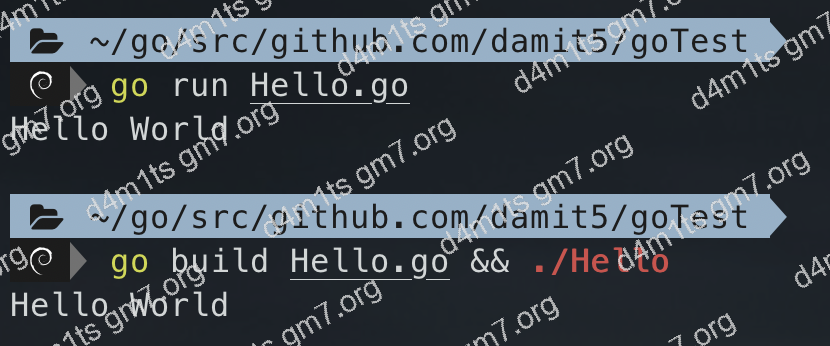 ~/go/src/github.com/damit5/goTest
go run Hello.go
Hello World
~/go/src/github.com/damit5/goTest
go build Hello.go && ./Hello
Hello World
d4m1ts gm7.org